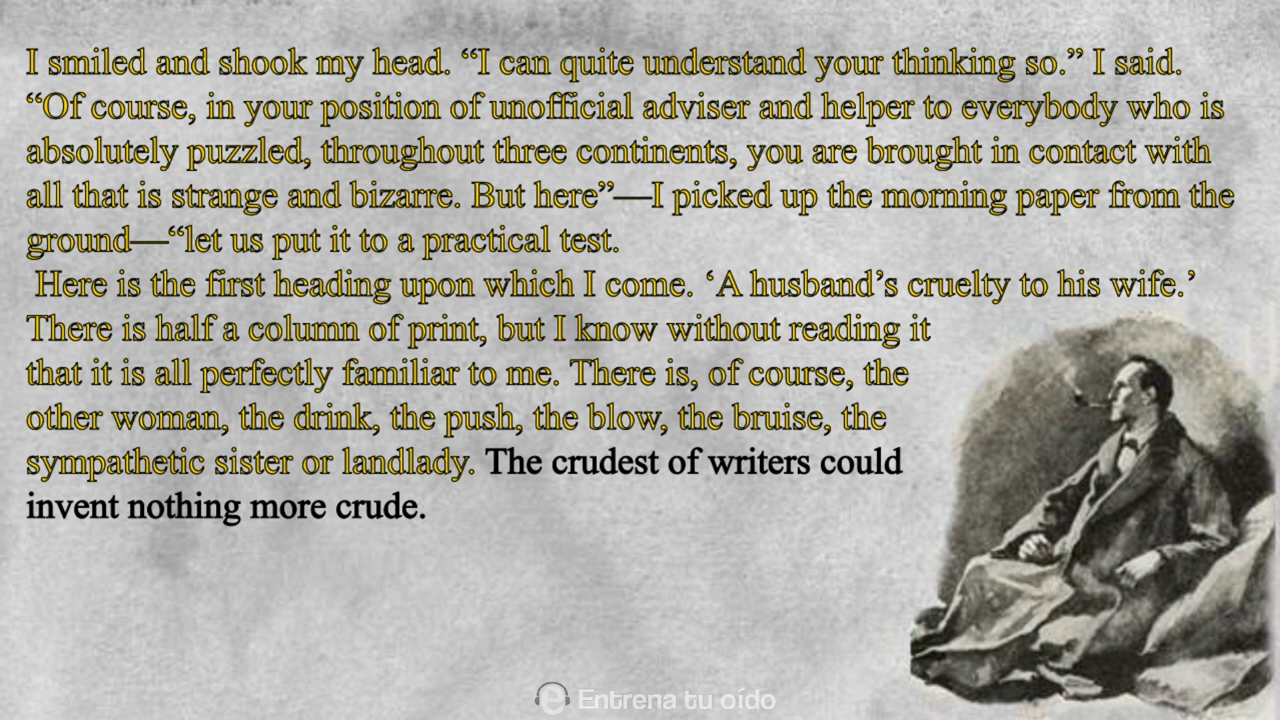 I smiled and shook my head. “I can quite understand your thinking so.” I said.
“Of course, in your position of unofficial adviser and helper to everybody who is
absolutely puzzled, throughout three continents, you are brought in contact with
all that is strange and bizarre. But here”—I picked up the morning paper from the
ground—“let us put it to a practical test.
Here is the first heading upon which I come. ‘A husband’s cruelty to his wife.’
There is half a column of print, but I know without reading it
that it is all perfectly familiar to me. There is, of course, the
other woman, the drink, the push, the blow, the bruise, the
sympathetic sister or landlady. The crudest of writers could
invent nothing more crude.
e Entrena tu oído